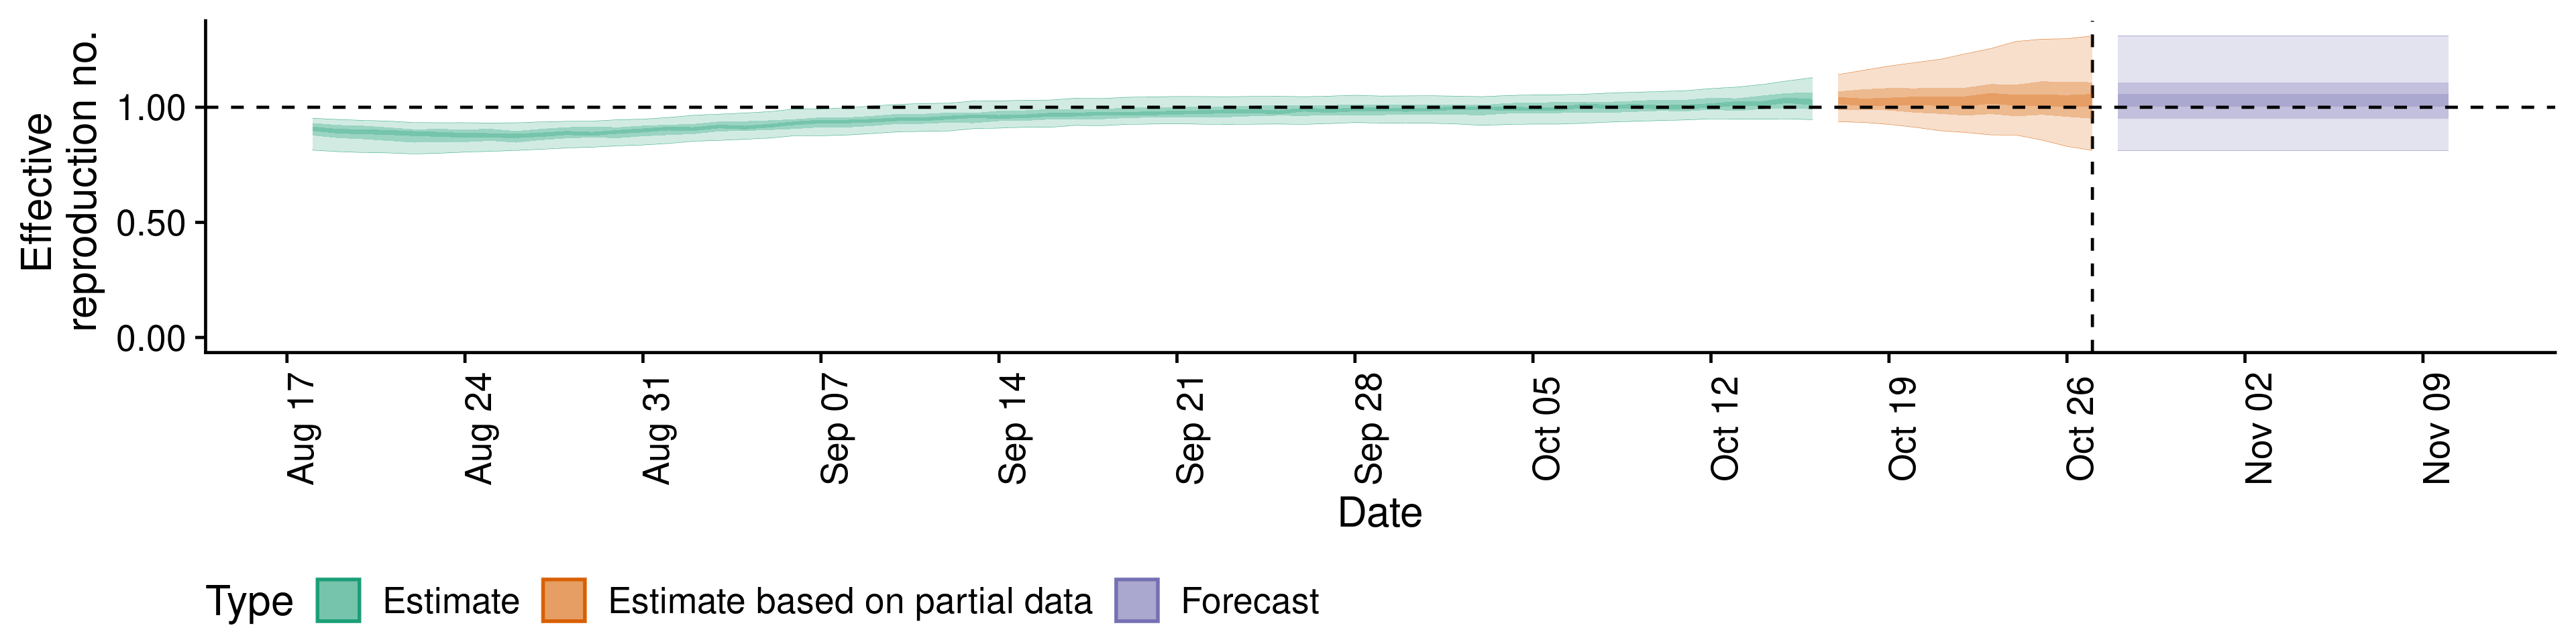 Effective
reproduction no.
1.00
0.50
0.00
Aug 17
Aug 24
Aug 31
Sep 07
Sep 14
Sep 21
Sep 28
Oct 05
Oct 12
Oct 19
Oct 26
Nov 02
Nov 09
Date
Type Estimate Estimate based on partial data Forecast